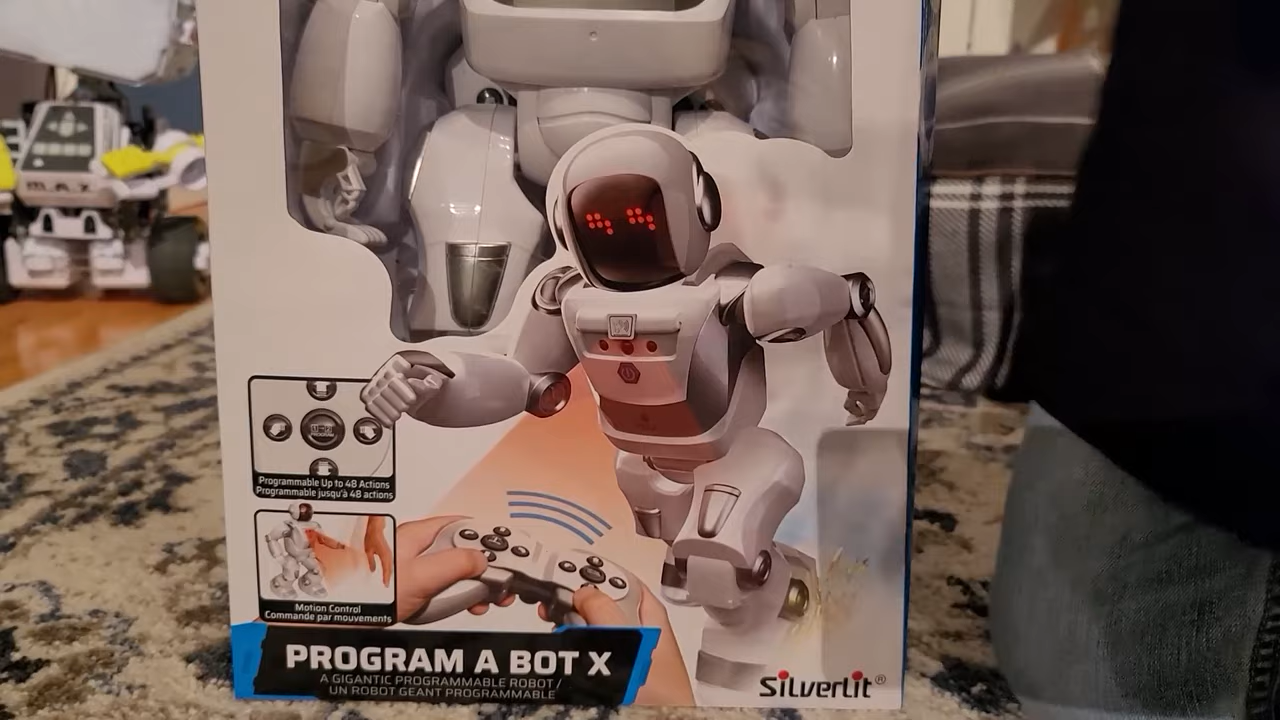 M.A.X
Programmable Up to 48 Actions
Programmable jusqu'à 48 actions
Motion Control
Commande par mouvements
PROGRAM A BOT X
A GIGANTIC PROGRAMMABLE ROBOT /
UN ROBOT GEANT PROGRAMMABLE
Silverlit®